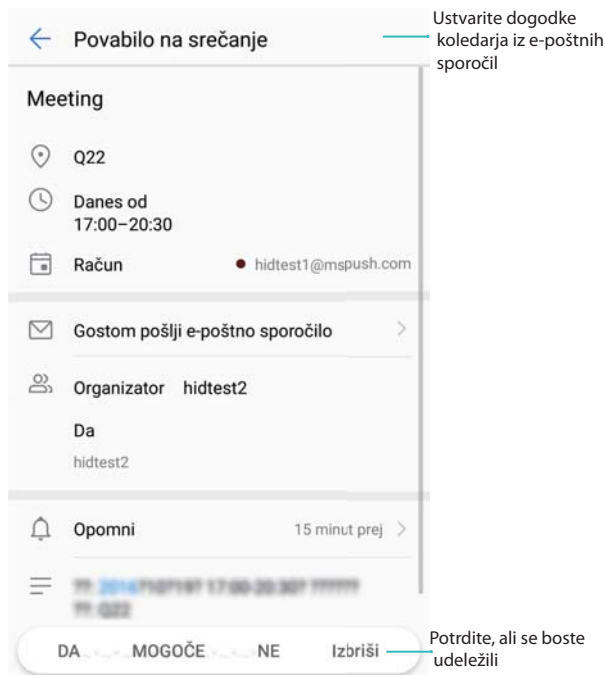 Povabilo na srečanje
Ustvarite dogodke
koledarja iz e-poštnih
sporočil
Meeting
Q22
Danes od
17:00–20:30
Račun hidtest1@mspush.com
Gostom pošlji e-poštno sporočilo
Organizator hidtest2
Da
hidtest2
Opomni 15 minut prej
DA MOGOČE NE Izbriši
Potrdite, ali se boste
udeležili